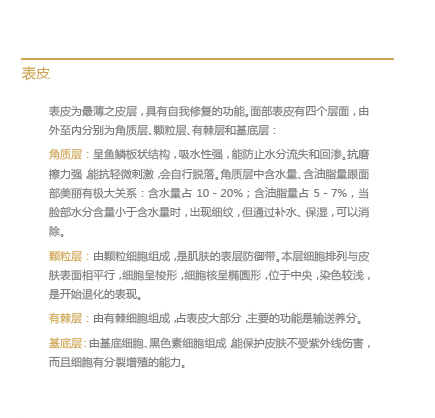 表皮
表皮为最薄之皮层，具有自我修复的功能。面部表皮有四个层面，由
外至内分别为角质层、颗粒层、有棘层和基底层：
角质层：呈鱼鳞板状结构，吸水性强，能防止水分流失和回渗。抗磨
擦力强，能抗轻微刺激，会自行脱落。角质层中含水量、含油脂量跟面
部美丽有极大关系：含水量占 10 - 20%；含油脂量占 5 - 7%，当
脸部水分含量小于含水量时，出现细纹，但通过补水、保湿，可以消
除。
颗粒层：由颗粒细胞组成，是肌肤的表层防御带。本层细胞排列与皮
肤表面相平行，细胞呈梭形，细胞核呈椭圆形，位于中央，染色较浅，
是开始退化的表现。
有棘层：由有棘细胞组成，占表皮大部分，主要的功能是输送养分。
基底层：由基底细胞、黑色素细胞组成，能保护皮肤不受紫外线伤害，
而且细胞有分裂增殖的能力。